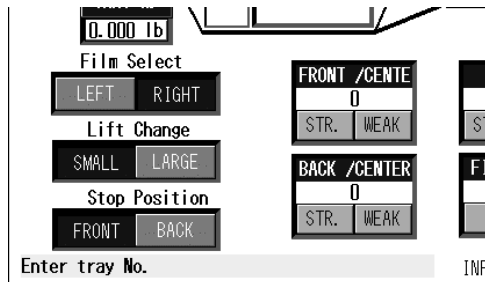 0.000 lb
Film Select
LEFT RIGHT
Lift Change
SMALL LARGE
Stop Position
FRONT BACK
FRONT /CENTE
0
STR. WEAK
BACK /CENTER
0
STR. WEAK
Enter tray No.